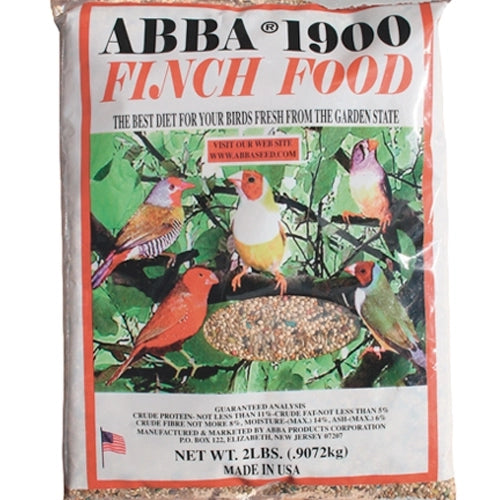 ABBA® 1900
FINCH FOOD
THE BEST DIET FOR YOUR BIRDS FRESH FROM THE GARDEN STATE
VISIT OUR WEB SITE
WWW.ABBASEED.COM
GUARANTEED ANALYSIS
CRUDE PROTEIN- NOT LESS THAN 11%-CRUDE FAT-NOT LESS THAN 5%
CRUDE FIBRE NOT MORE 8%, MOISTURE-(MAX.) 14%, ASH-(MAX.) 6%
MANUFACTURED & MARKETED BY ABBA PRODUCTS CORPORATION
P.O. BOX 122, ELIZABETH, NEW JERSEY 07207
NET WT. 2LBS. (.9072kg)
MADE IN USA